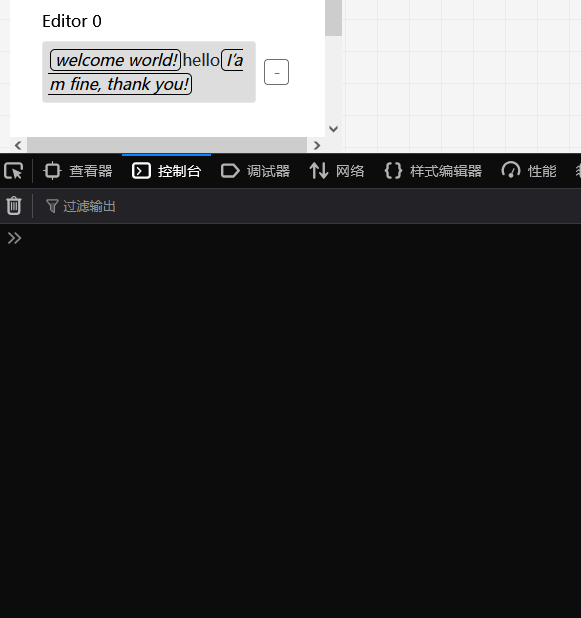 Editor 0
welcome world!helloI'a
m fine, thank you!
-
查看器 控制台 调试器 网络 样式编辑器 性能
过滤输出